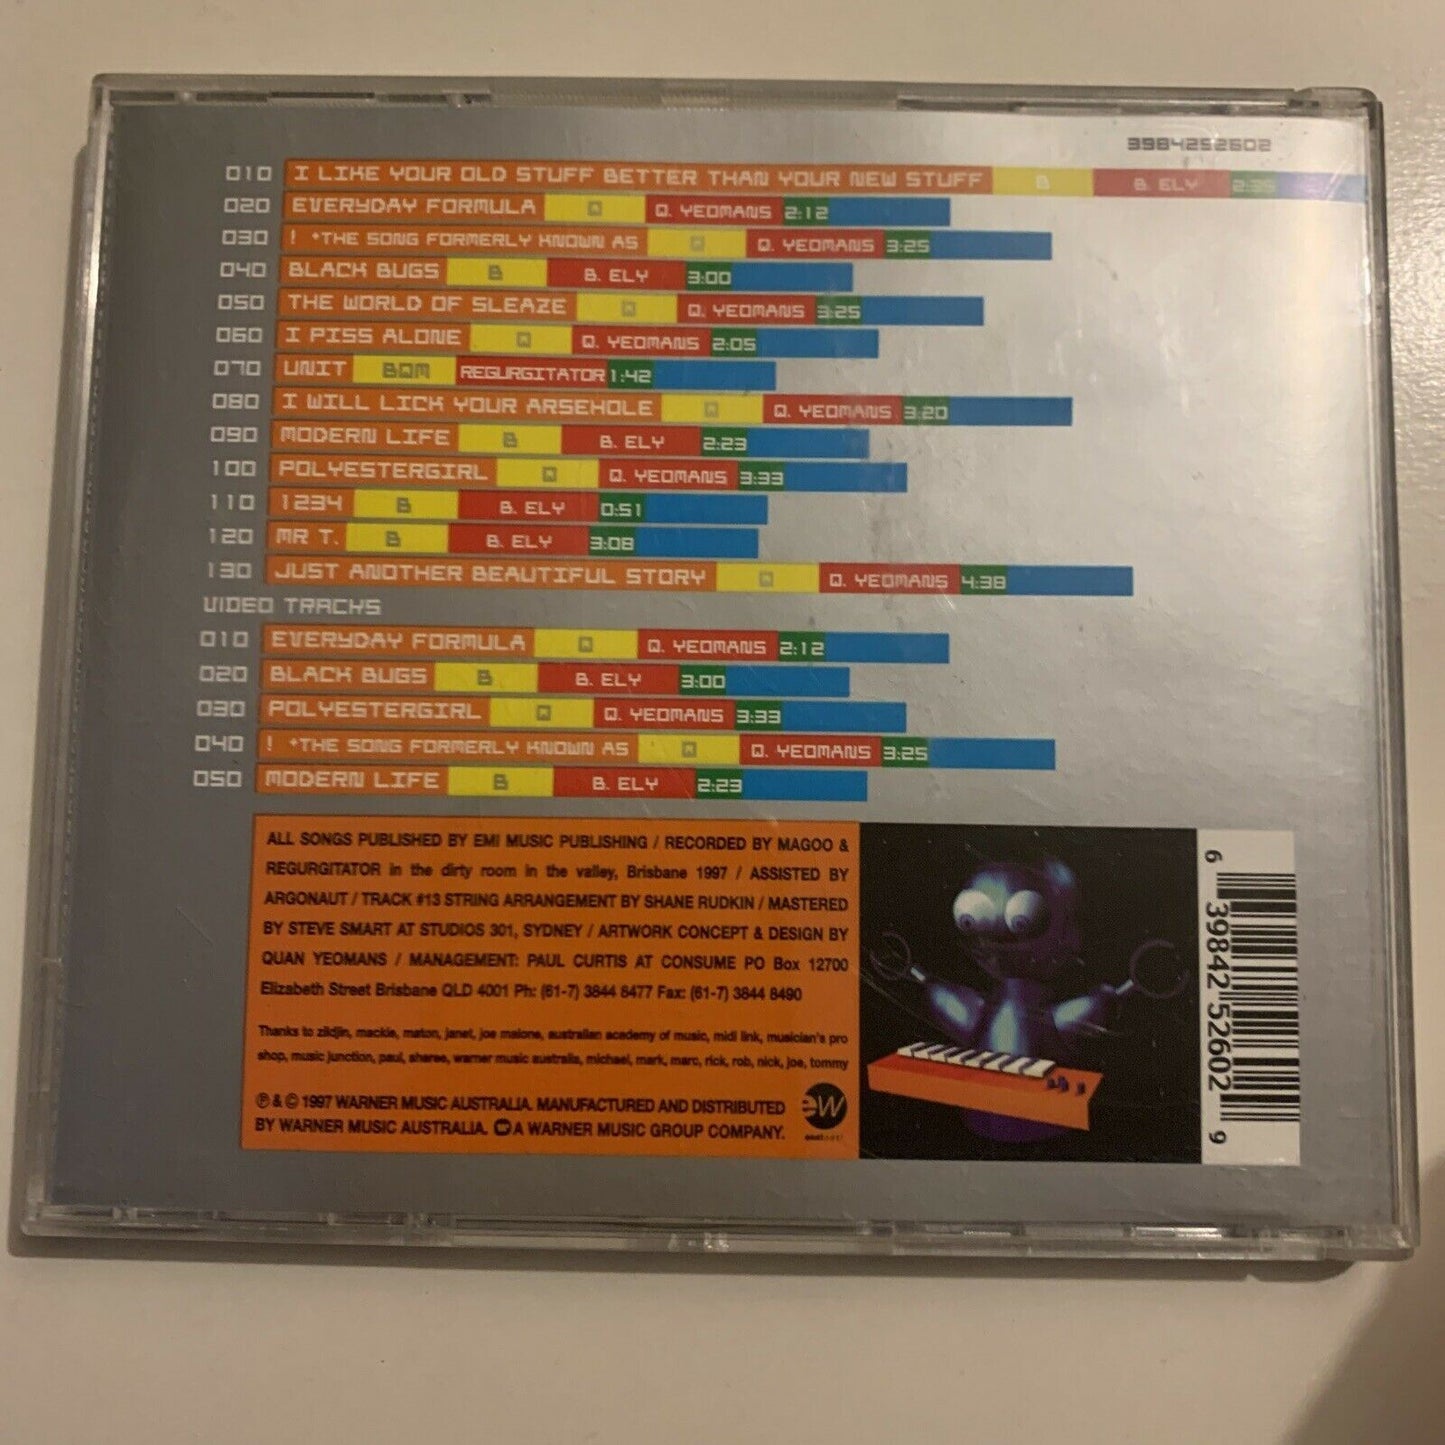 3984252602
010 I LIKE YOUR OLD STUFF BETTER THAN YOUR NEW STUFF B B. ELY 2:35
020 EVERYDAY FORMULA Q Q. YEOMANS 2:12
030 ! *THE SONG FORMERLY KNOWN AS Q Q. YEOMANS 3:25
040 BLACK BUGS B B. ELY 3:00
050 THE WORLD OF SLEAZE Q Q. YEOMANS 3:25
060 I PISS ALONE Q Q. YEOMANS 2:05
070 UNIT BQM REGURGITATOR 1:42
080 I WILL LICK YOUR ARSEHOLE Q Q. YEOMANS 3:20
090 MODERN LIFE B B. ELY 2:23
100 POLYESTERGIRL Q Q. YEOMANS 3:33
110 1234 B B. ELY 0:51
120 MR T. B B. ELY 3:08
130 JUST ANOTHER BEAUTIFUL STORY Q Q. YEOMANS 4:38
VIDEO TRACKS
010 EVERYDAY FORMULA Q Q. YEOMANS 2:12
020 BLACK BUGS B B. ELY 3:00
030 POLYESTERGIRL Q Q. YEOMANS 3:33
040 ! *THE SONG FORMERLY KNOWN AS Q Q. YEOMANS 3:25
050 MODERN LIFE B B. ELY 2:23
ALL SONGS PUBLISHED BY EMI MUSIC PUBLISHING / RECORDED BY MAGOO &
REGURGITATOR in the dirty room in the valley, Brisbane 1997 / ASSISTED BY
ARGONAUT / TRACK #13 STRING ARRANGEMENT BY SHANE RUDKIN / MASTERED
BY STEVE SMART AT STUDIOS 301, SYDNEY / ARTWORK CONCEPT & DESIGN BY
QUAN YEOMANS / MANAGEMENT: PAUL CURTIS AT CONSUME PO Box 12700
Elizabeth Street Brisbane QLD 4001 Ph: (61-7) 3844 8477 Fax: (61-7) 3844 8490
Thanks to zildjin, mackie, maton, janet, joe malone, australian academy of music, midi link, musician's pro
shop, music junction, paul, sharee, warner music australia, michael, mark, marc, rick, rob, nick, joe, tommy
℗ & © 1997 WARNER MUSIC AUSTRALIA. MANUFACTURED AND DISTRIBUTED
BY WARNER MUSIC AUSTRALIA. A WARNER MUSIC GROUP COMPANY.
eW
6 39842 52602 9